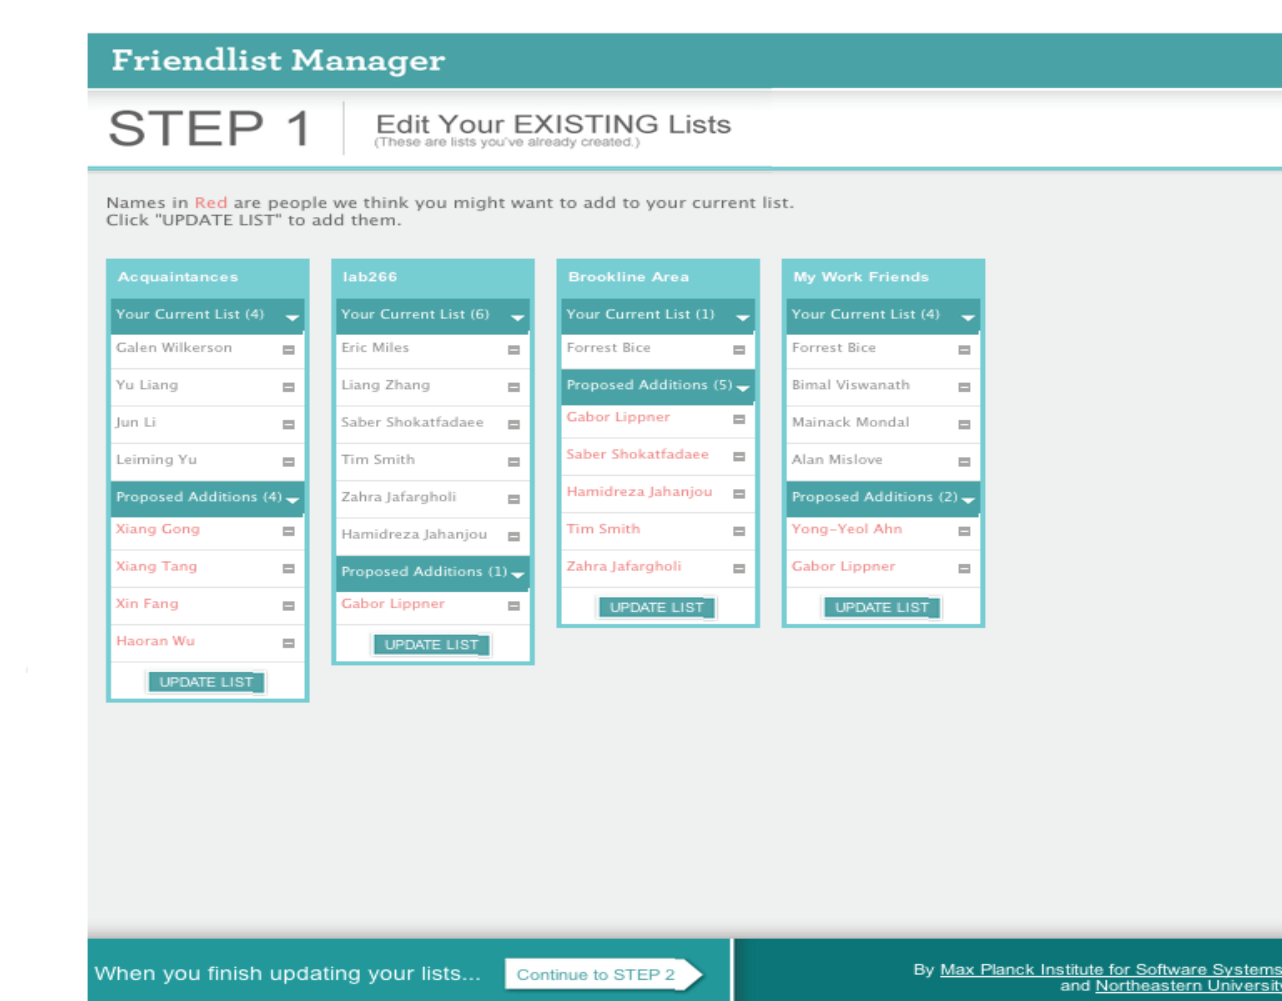 Friendlist Manager
STEP 1
Edit Your EXISTING Lists
(These are lists you've already created.)
Names in Red are people we think you might want to add to your current list.
Click "UPDATE LIST" to add them.
Acquaintances
Your Current List (4)
Galen Wilkerson
Yu Liang
Jun Li
Leiming Yu
Proposed Additions (4)
Xiang Gong
Xiang Tang
Xin Fang
Haoran Wu
UPDATE LIST
lab266
Your Current List (6)
Eric Miles
Liang Zhang
Saber Shokatfadaee
Tim Smith
Zahra Jafargholi
Hamidreza Jahanjou
Proposed Additions (1)
Gabor Lippner
UPDATE LIST
Brookline Area
Your Current List (1)
Forrest Bice
Proposed Additions (5)
Gabor Lippner
Saber Shokatfadaee
Hamidreza Jahanjou
Tim Smith
Zahra Jafargholi
UPDATE LIST
My Work Friends
Your Current List (4)
Forrest Bice
Bimal Viswanath
Mainack Mondal
Alan Mislove
Proposed Additions (2)
Yong-Yeol Ahn
Gabor Lippner
UPDATE LIST
When you finish updating your lists...
Continue to STEP 2
By Max Planck Institute for Software Systems
and Northeastern University